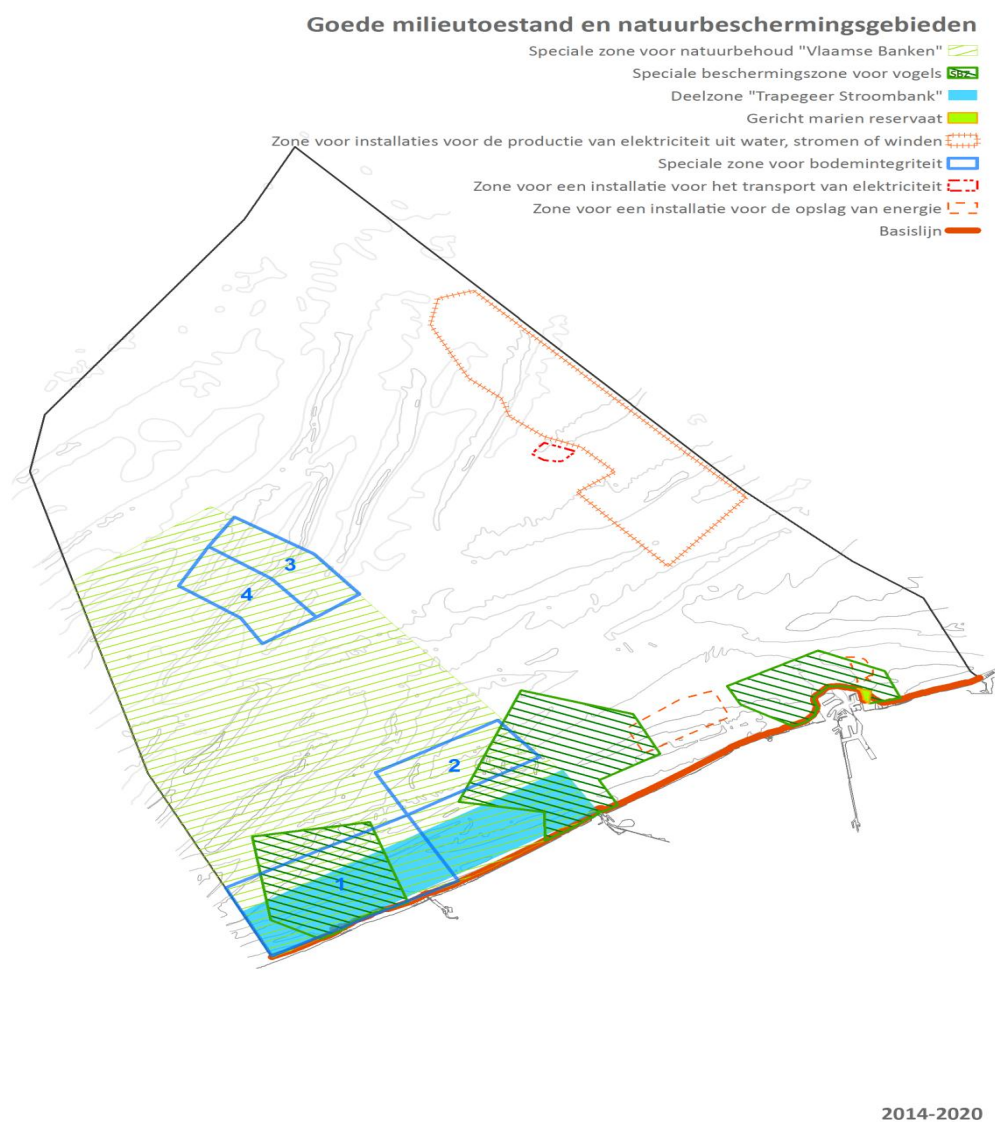 Goede milieutoestand en natuurbeschermingsgebieden
Speciale zone voor natuurbehoud "Vlaamse Banken"
Speciale beschermingszone voor vogels SBZ
Deelzone "Trapegeer Stroombank"
Gericht marien reservaat
Zone voor installaties voor de productie van elektriciteit uit water, stromen of winden
Speciale zone voor bodemintegriteit
Zone voor een installatie voor het transport van elektriciteit
Zone voor een installatie voor de opslag van energie
Basislijn
3
4
2
1
2014-2020